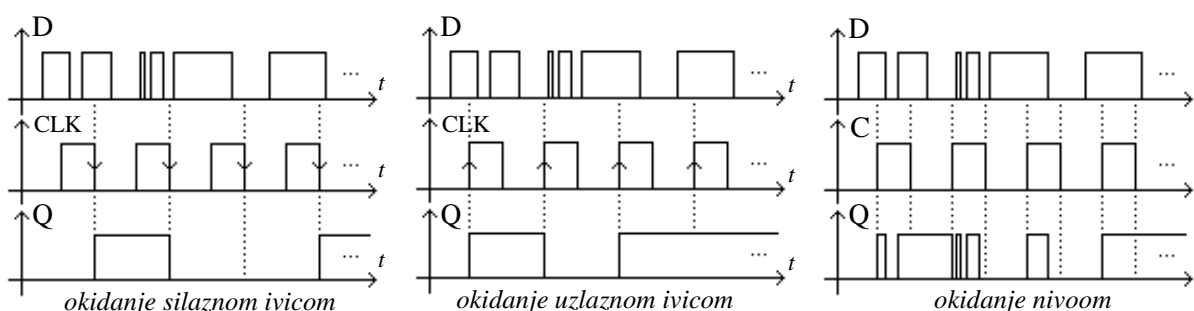 D
...
t
CLK
...
t
Q
...
t
okidanje silaznom ivicom
D
...
t
CLK
...
t
Q
...
t
okidanje uzlaznom ivicom
D
...
C
...
Q
...
okidanje nivoom